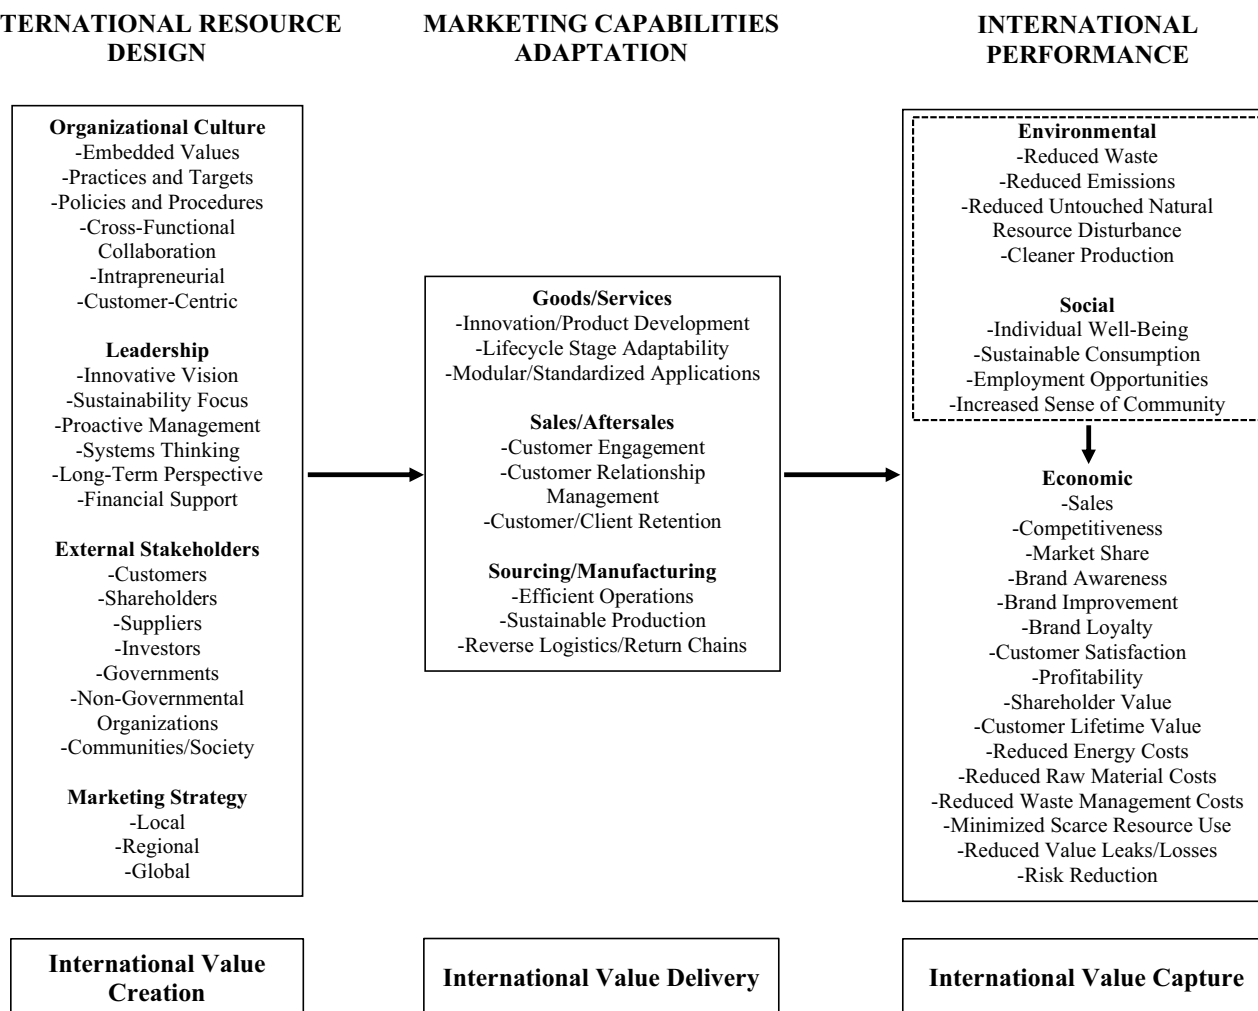 TERNATIONAL RESOURCE
DESIGN
MARKETING CAPABILITIES
ADAPTATION
INTERNATIONAL
PERFORMANCE
Organizational Culture
-Embedded Values
-Practices and Targets
-Policies and Procedures
-Cross-Functional
Collaboration
-Intrapreneurial
-Customer-Centric
Leadership
-Innovative Vision
-Sustainability Focus
-Proactive Management
-Systems Thinking
-Long-Term Perspective
-Financial Support
External Stakeholders
-Customers
-Shareholders
-Suppliers
-Investors
-Governments
-Non-Governmental
Organizations
-Communities/Society
Marketing Strategy
-Local
-Regional
-Global
Goods/Services
-Innovation/Product Development
-Lifecycle Stage Adaptability
-Modular/Standardized Applications
Sales/Aftersales
-Customer Engagement
-Customer Relationship
Management
-Customer/Client Retention
Sourcing/Manufacturing
-Efficient Operations
-Sustainable Production
-Reverse Logistics/Return Chains
Environmental
-Reduced Waste
-Reduced Emissions
-Reduced Untouched Natural
Resource Disturbance
-Cleaner Production
Social
-Individual Well-Being
-Sustainable Consumption
-Employment Opportunities
-Increased Sense of Community
Economic
-Sales
-Competitiveness
-Market Share
-Brand Awareness
-Brand Improvement
-Brand Loyalty
-Customer Satisfaction
-Profitability
-Shareholder Value
-Customer Lifetime Value
-Reduced Energy Costs
-Reduced Raw Material Costs
-Reduced Waste Management Costs
-Minimized Scarce Resource Use
-Reduced Value Leaks/Losses
-Risk Reduction
International Value
Creation
International Value Delivery
International Value Capture